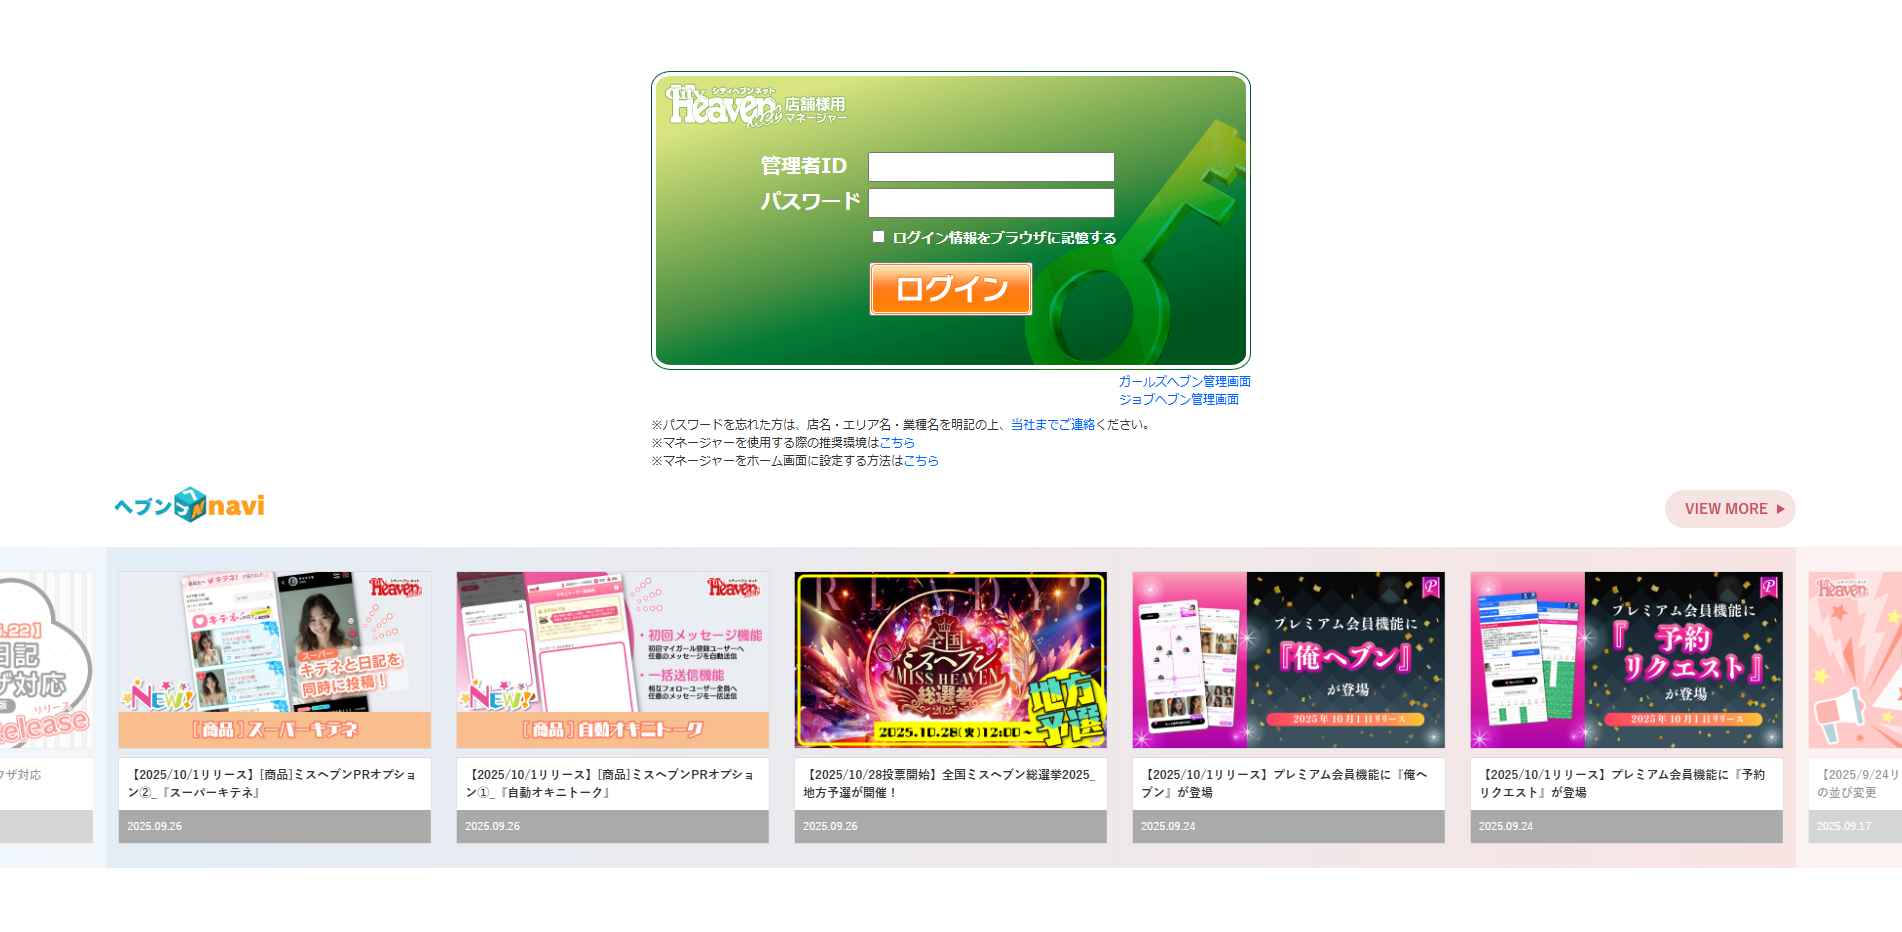 City Heaven net
シティヘブンネット
店舗様用
マネージャー
管理者ID
パスワード
ログイン情報をブラウザに記憶する
ログイン
ガールズヘブン管理画面
ジョブヘブン管理画面
※パスワードを忘れた方は、店名・エリア名・業種名を明記の上、当社までご連絡ください。
※マネージャーを使用する際の推奨環境はこちら
※マネージャーをホーム画面に設定する方法はこちら
ヘブンnavi
VIEW MORE
.22]
日記
ザ対応
版
リリース
elease
ウザ対応
キテネ!
シティヘブンネット
Heaven
スーパー
キテネと日記を
同時に投稿！
NEW!
[商品]スーパーキテネ
【2025/10/1リリース】[商品]ミスヘブンPRオプショ
ン②_『スーパーキテネ』
2025.09.26
シティヘブンネット
Heaven
・初回メッセージ機能
初回マイガール登録ユーザーへ
任意のメッセージを自動送信
・一括送信機能
相互フォローユーザー全員へ
任意のメッセージを一括送信
NEW!
[商品]自動オキニトーク
【2025/10/1リリース】[商品]ミスヘブンPRオプショ
ン①_『自動オキニトーク』
2025.09.26
READY?
全国
ミスヘブン
MISS HEAVEN
総選挙
2025
地方
予選
2025.10.28(火)12:00～
【2025/10/28投票開始】全国ミスヘブン総選挙2025_
地方予選が開催！
2025.09.26
P
プレミアム会員機能に
『俺ヘブン』
が登場
2025年10月1日リリース
【2025/10/1リリース】プレミアム会員機能に『俺ヘ
ブン』が登場
2025.09.24
P
プレミアム会員機能に
『予約
リクエスト』
が登場
2025年10月1日リリース
【2025/10/1リリース】プレミアム会員機能に『予約
リクエスト』が登場
2025.09.24
Heaven
【2025/9/24リ
の並び変更
2025.09.17